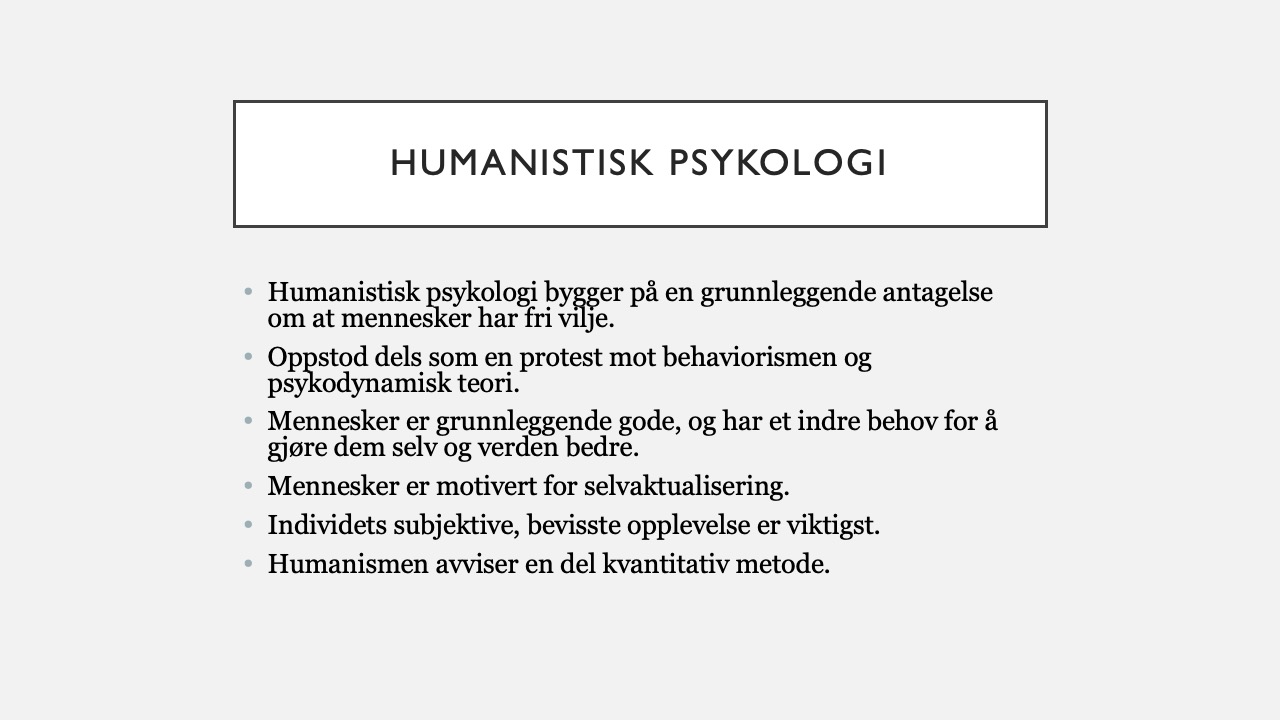 HUMANISTISK PSYKOLOGI
• Humanistisk psykologi bygger på en grunnleggende antagelse
om at mennesker har fri vilje.
• Oppstod dels som en protest mot behaviorismen og
psykodynamisk teori.
• Mennesker er grunnleggende gode, og har et indre behov for å
gjøre dem selv og verden bedre.
• Mennesker er motivert for selvaktualisering.
• Individets subjektive, bevisste opplevelse er viktigst.
• Humanismen avviser en del kvantitativ metode.